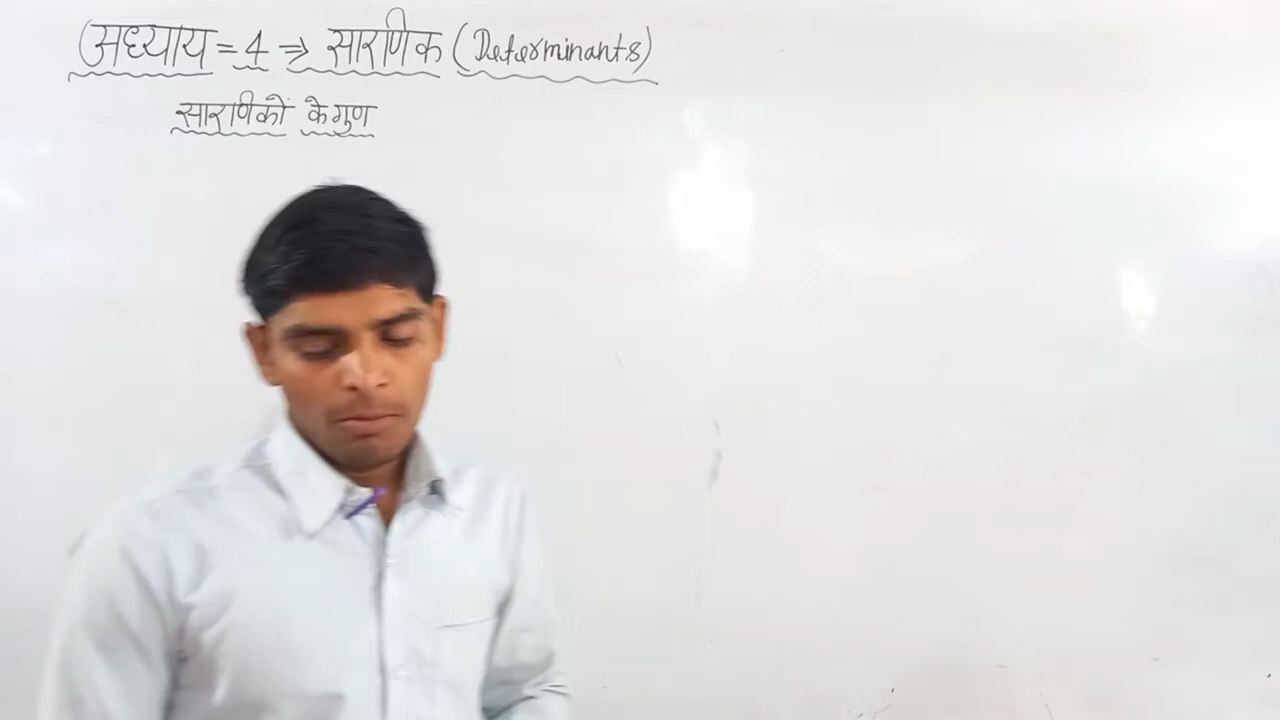 (अध्याय = 4 ⇒ सारणिक (Determinants)
सारणिकों के गुण